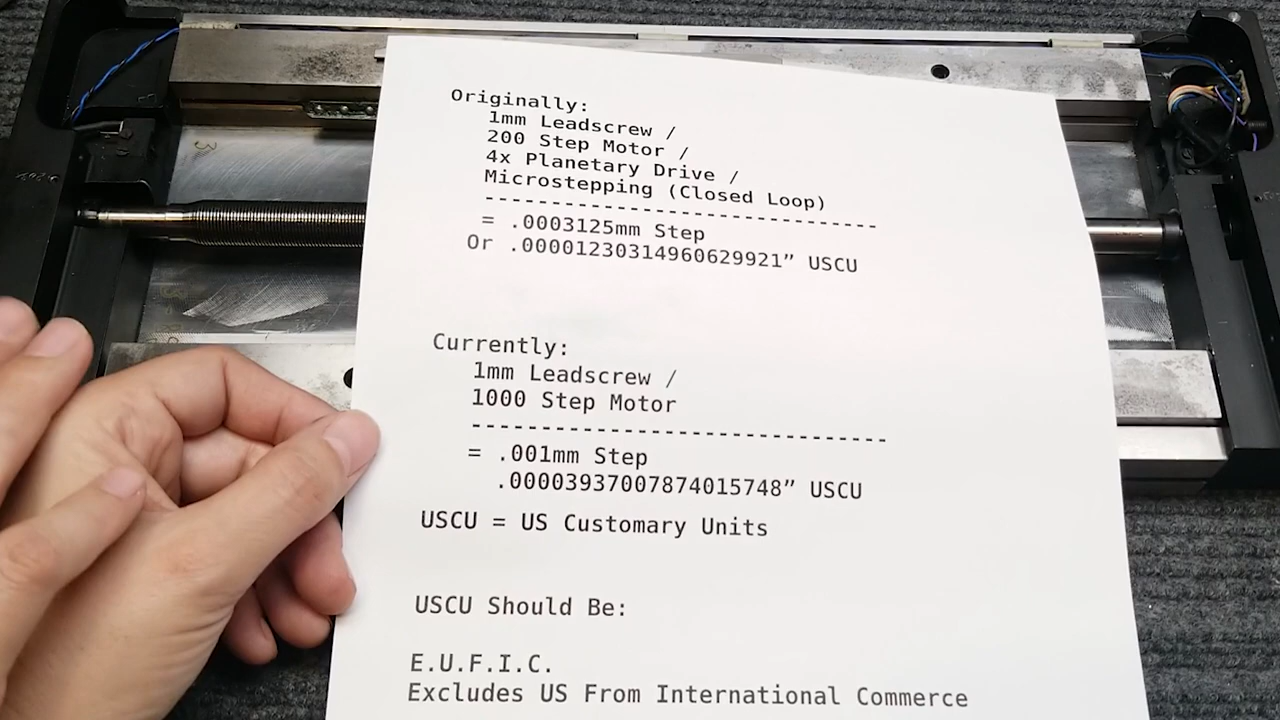 Originally:
1mm Leadscrew /
200 Step Motor /
4x Planetary Drive /
Microstepping (Closed Loop)
-----------------------------
= .0003125mm Step
Or .00001230314960629921” USCU
Currently:
1mm Leadscrew /
1000 Step Motor
-----------------------------
= .001mm Step
.00003937007874015748” USCU
USCU = US Customary Units
USCU Should Be:
E.U.F.I.C.
Excludes US From International Commerce